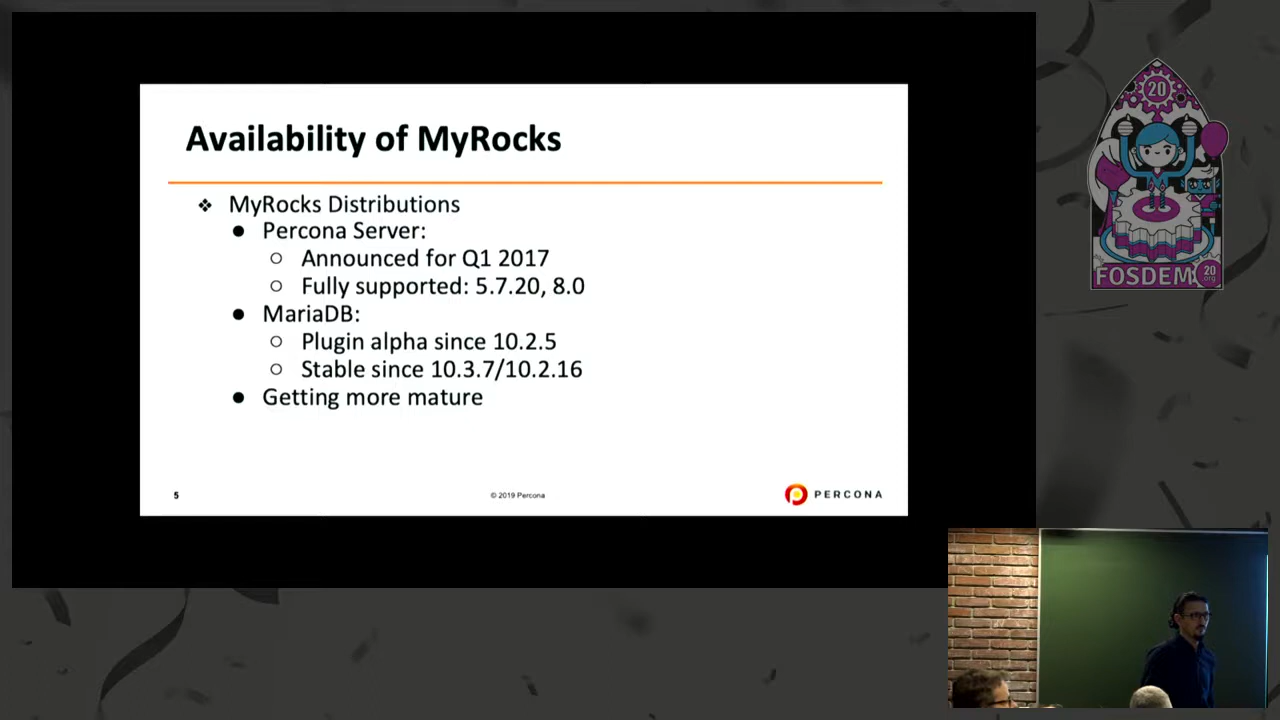 Availability of MyRocks
❖ MyRocks Distributions
● Percona Server:
○ Announced for Q1 2017
○ Fully supported: 5.7.20, 8.0
● MariaDB:
○ Plugin alpha since 10.2.5
○ Stable since 10.3.7/10.2.16
● Getting more mature
5
© 2019 Percona
PERCONA
20
FOSDEM
20
.org